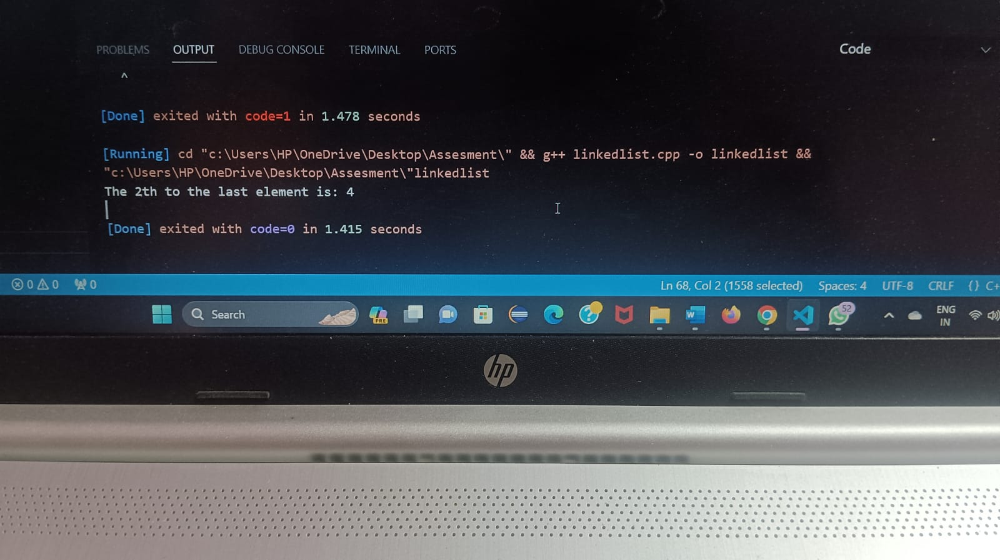 PROBLEMS OUTPUT DEBUG CONSOLE TERMINAL PORTS Code
^
[Done] exited with code=1 in 1.478 seconds
[Running] cd "c:\Users\HP\OneDrive\Desktop\Assesment\" && g++ linkedlist.cpp -o linkedlist &&
"c:\Users\HP\OneDrive\Desktop\Assesment\"linkedlist
The 2th to the last element is: 4
[Done] exited with code=0 in 1.415 seconds
0 0 0 Ln 68, Col 2 (1558 selected) Spaces: 4 UTF-8 CRLF {} C+
Search PRE W 52 ENG
IN
hp